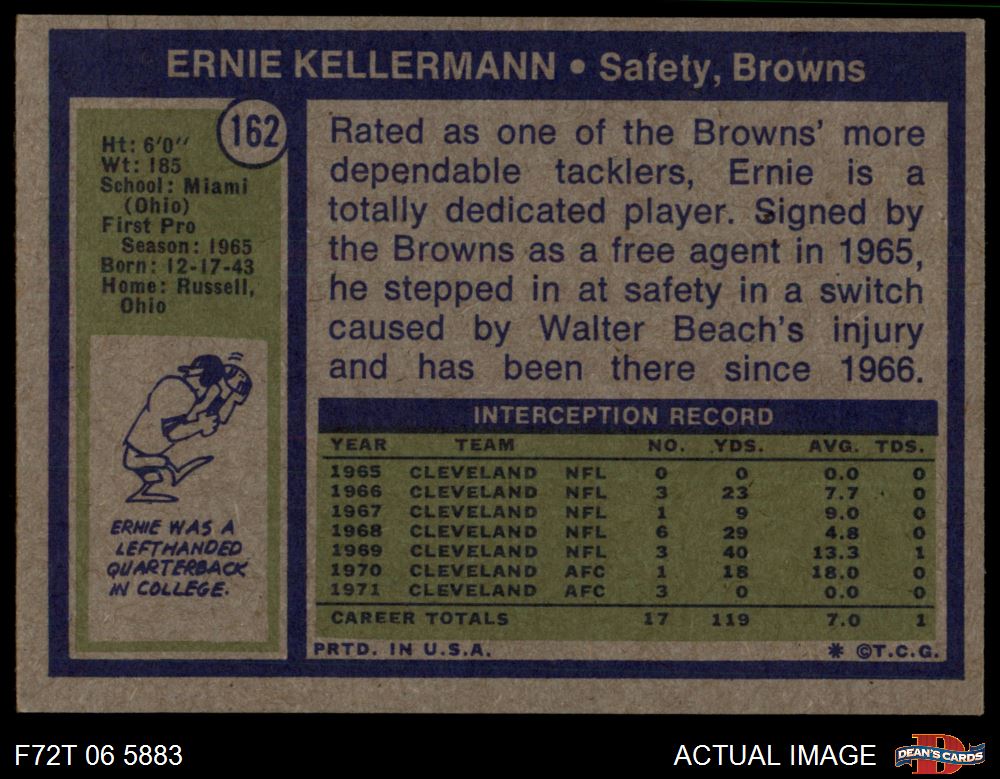 ERNIE KELLERMANN • Safety, Browns
162
Ht: 6'0''
Wt: 185
School: Miami
(Ohio)
First Pro
Season: 1965
Born: 12-17-43
Home: Russell,
Ohio
ERNIE WAS A
LEFTHANDED
QUARTERBACK
IN COLLEGE.
Rated as one of the Browns' more
dependable tacklers, Ernie is a
totally dedicated player. Signed by
the Browns as a free agent in 1965,
he stepped in at safety in a switch
caused by Walter Beach's injury
and has been there since 1966.
INTERCEPTION RECORD
YEAR TEAM NO. YDS. AVG. TDS.
1965 CLEVELAND NFL 0 0 0.0 0
1966 CLEVELAND NFL 3 23 7.7 0
1967 CLEVELAND NFL 1 9 9.0 0
1968 CLEVELAND NFL 6 29 4.8 0
1969 CLEVELAND NFL 3 40 13.3 1
1970 CLEVELAND AFC 1 18 18.0 0
1971 CLEVELAND AFC 3 0 0.0 0
CAREER TOTALS 17 119 7.0 1
PRTD. IN U.S.A. * ©T.C.G.
F72T 06 5883 ACTUAL IMAGE DEAN'S CARDS